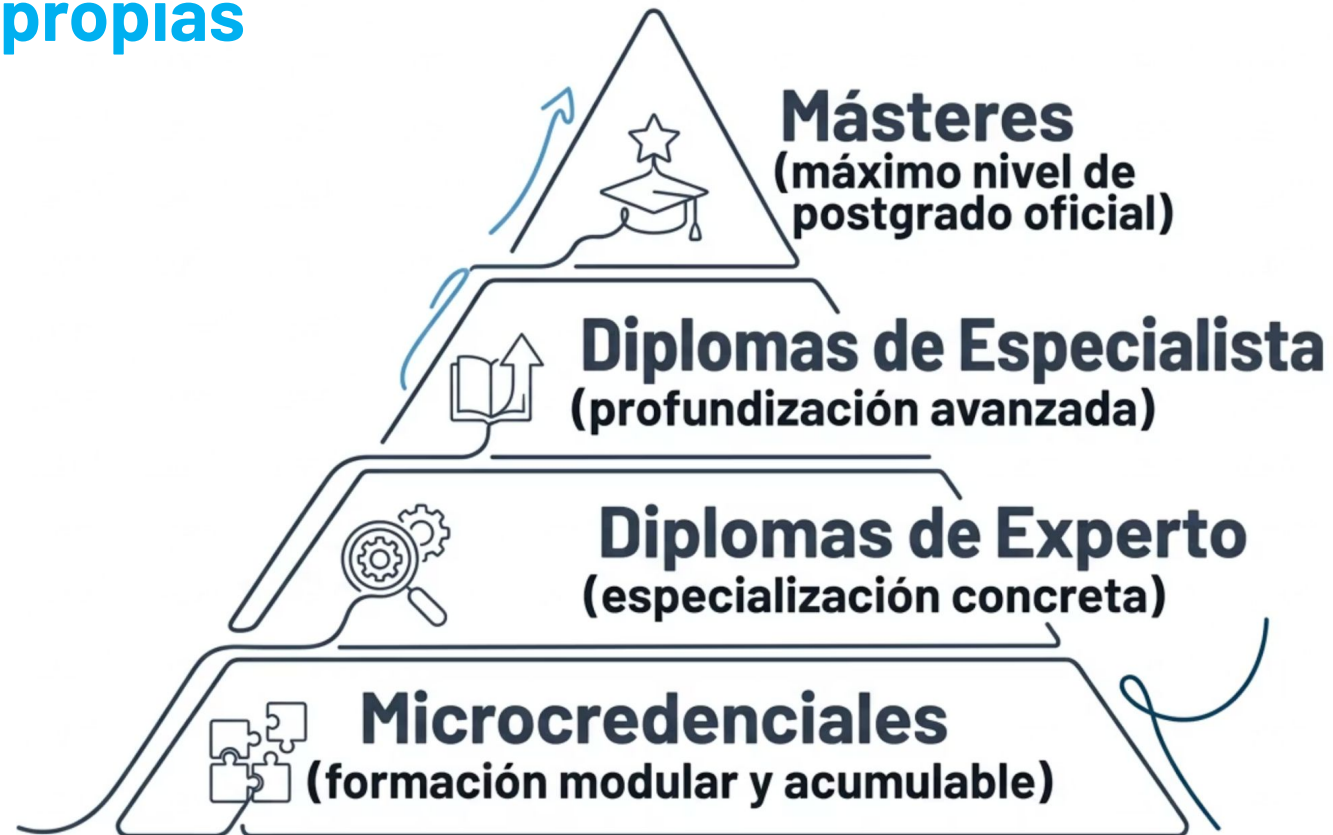 propias
Másteres
(máximo nivel de
postgrado oficial)
Diplomas de Especialista
(profundización avanzada)
Diplomas de Experto
(especialización concreta)
Microcredenciales
(formación modular y acumulable)